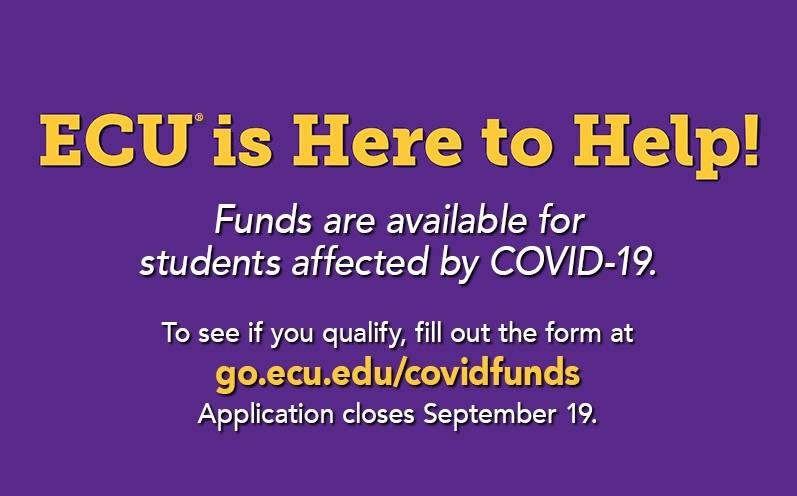 ECU® is Here to Help!
Funds are available for
students affected by COVID-19.
To see if you qualify, fill out the form at
go.ecu.edu/covidfunds
Application closes September 19.